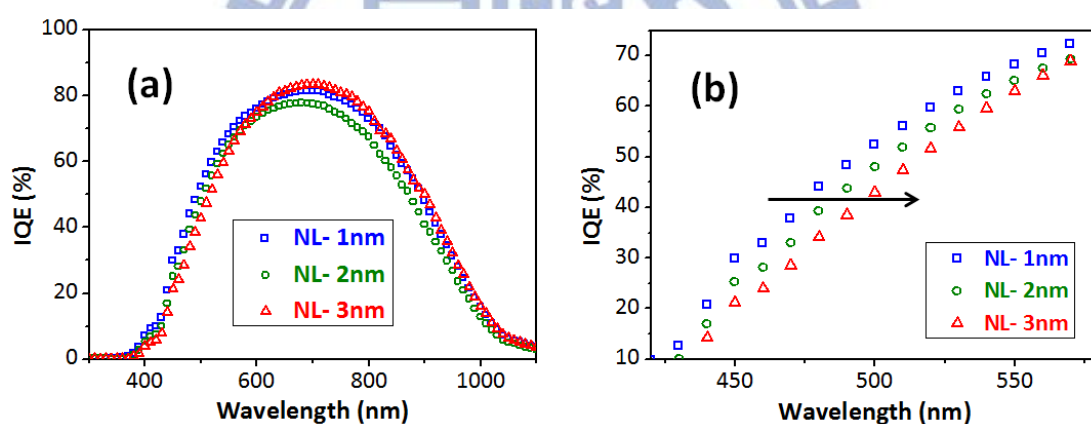 (a)
IQE (%)
100
80
60
40
20
0
NL- 1nm
NL- 2nm
NL- 3nm
400
600
800
1000
Wavelength (nm)
(b)
IQE (%)
70
60
50
40
30
20
10
NL- 1nm
NL- 2nm
NL- 3nm
450
500
550
Wavelength (nm)